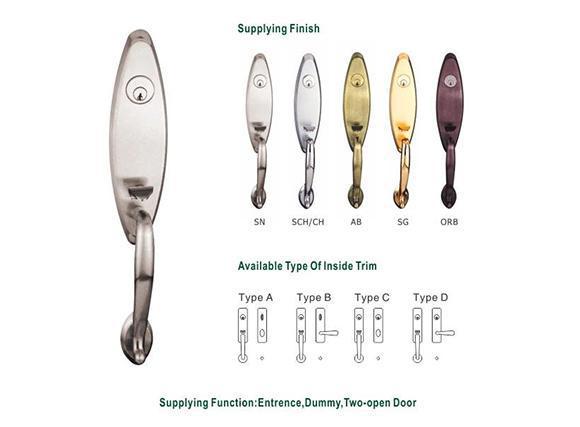 Supplying Finish
SN SCH/CH AB SG ORB
Available Type Of Inside Trim
Type A Type B Type C Type D
Supplying Function:Entrence,Dummy,Two-open Door